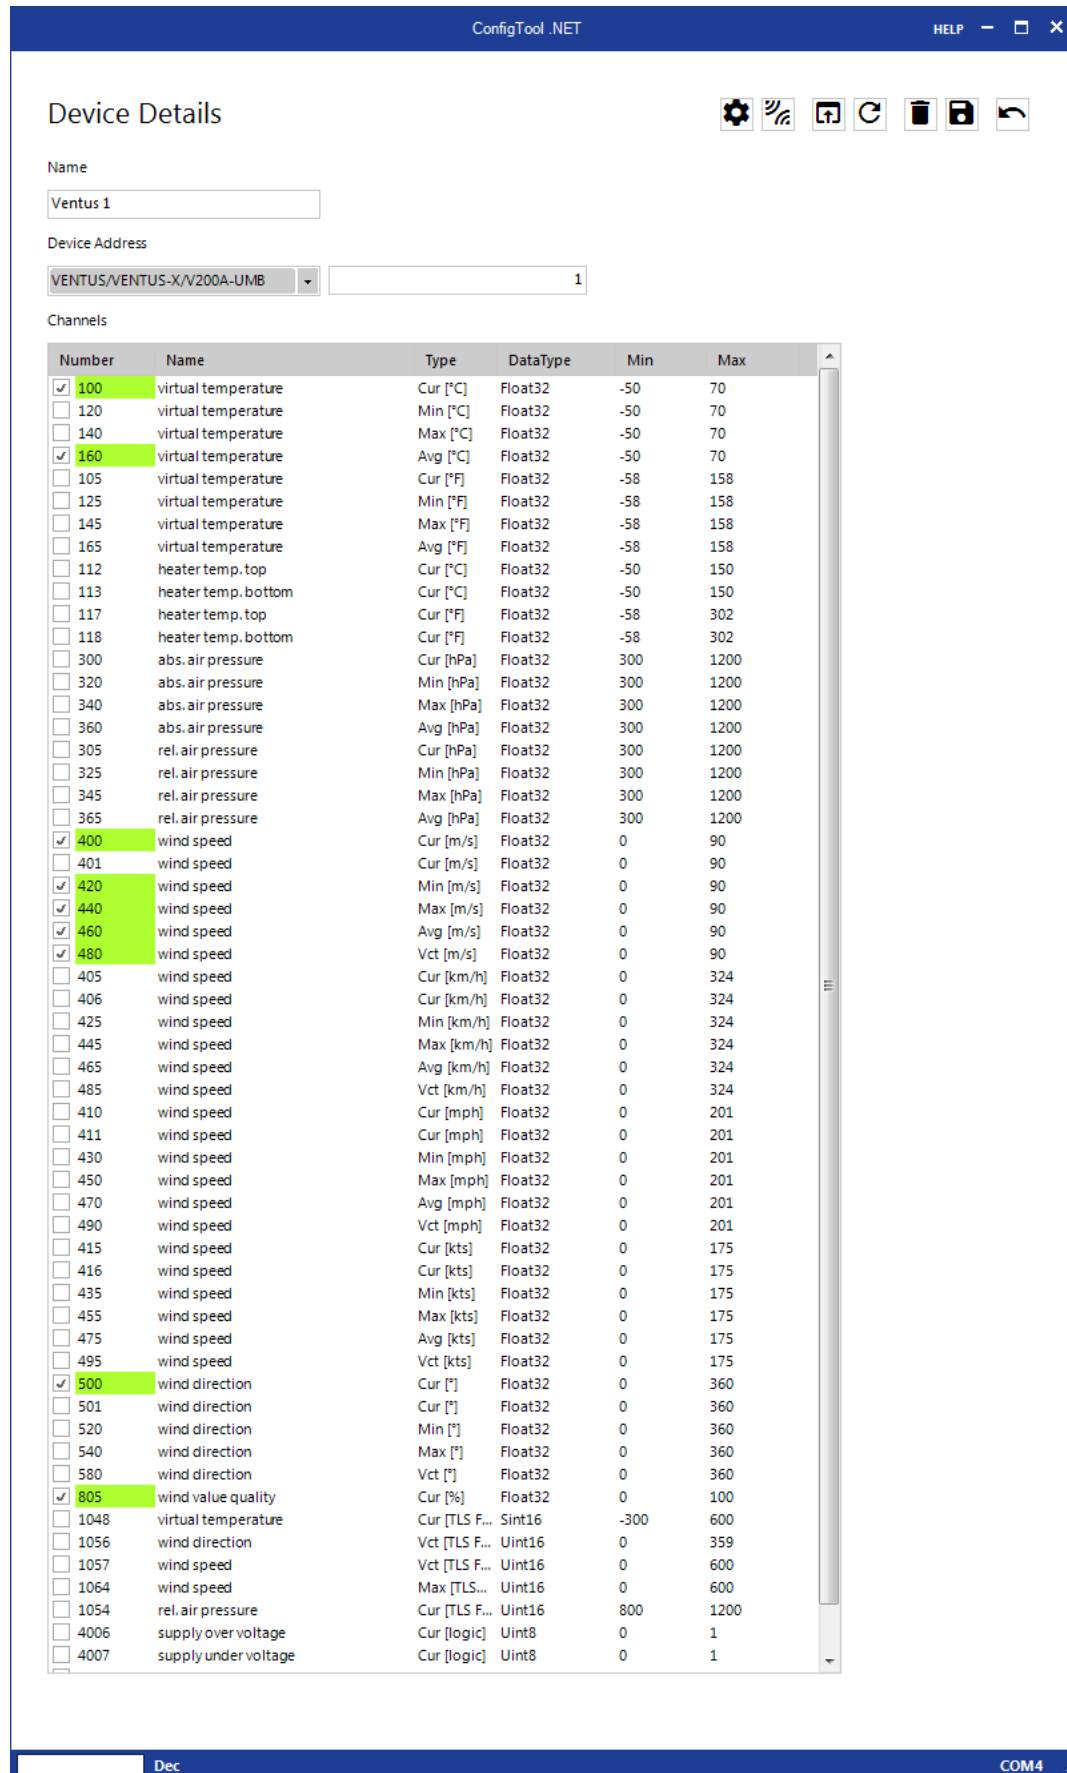 ConfigTool .NET HELP
Device Details
Name
Ventus 1
Device Address
VENTUS/VENTUS-X/V200A-UMB 1
Channels
Number Name Type DataType Min Max
100 virtual temperature Cur [°C] Float32 -50 70
120 virtual temperature Min [°C] Float32 -50 70
140 virtual temperature Max [°C] Float32 -50 70
160 virtual temperature Avg [°C] Float32 -50 70
105 virtual temperature Cur [°F] Float32 -58 158
125 virtual temperature Min [°F] Float32 -58 158
145 virtual temperature Max [°F] Float32 -58 158
165 virtual temperature Avg [°F] Float32 -58 158
112 heater temp. top Cur [°C] Float32 -50 150
113 heater temp. bottom Cur [°C] Float32 -50 150
117 heater temp. top Cur [°F] Float32 -58 302
118 heater temp. bottom Cur [°F] Float32 -58 302
300 abs. air pressure Cur [hPa] Float32 300 1200
320 abs. air pressure Min [hPa] Float32 300 1200
340 abs. air pressure Max [hPa] Float32 300 1200
360 abs. air pressure Avg [hPa] Float32 300 1200
305 rel. air pressure Cur [hPa] Float32 300 1200
325 rel. air pressure Min [hPa] Float32 300 1200
345 rel. air pressure Max [hPa] Float32 300 1200
365 rel. air pressure Avg [hPa] Float32 300 1200
400 wind speed Cur [m/s] Float32 0 90
401 wind speed Cur [m/s] Float32 0 90
420 wind speed Min [m/s] Float32 0 90
440 wind speed Max [m/s] Float32 0 90
460 wind speed Avg [m/s] Float32 0 90
480 wind speed Vct [m/s] Float32 0 90
405 wind speed Cur [km/h] Float32 0 324
406 wind speed Cur [km/h] Float32 0 324
425 wind speed Min [km/h] Float32 0 324
445 wind speed Max [km/h] Float32 0 324
465 wind speed Avg [km/h] Float32 0 324
485 wind speed Vct [km/h] Float32 0 324
410 wind speed Cur [mph] Float32 0 201
411 wind speed Cur [mph] Float32 0 201
430 wind speed Min [mph] Float32 0 201
450 wind speed Max [mph] Float32 0 201
470 wind speed Avg [mph] Float32 0 201
490 wind speed Vct [mph] Float32 0 201
415 wind speed Cur [kts] Float32 0 175
416 wind speed Cur [kts] Float32 0 175
435 wind speed Min [kts] Float32 0 175
455 wind speed Max [kts] Float32 0 175
475 wind speed Avg [kts] Float32 0 175
495 wind speed Vct [kts] Float32 0 175
500 wind direction Cur [°] Float32 0 360
501 wind direction Cur [°] Float32 0 360
520 wind direction Min [°] Float32 0 360
540 wind direction Max [°] Float32 0 360
580 wind direction Vct [°] Float32 0 360
805 wind value quality Cur [%] Float32 0 100
1048 virtual temperature Cur [TLS F... Sint16 -300 600
1056 wind direction Vct [TLS F... Uint16 0 359
1057 wind speed Vct [TLS F... Uint16 0 600
1064 wind speed Max [TLS... Uint16 0 600
1054 rel. air pressure Cur [TLS F... Uint16 800 1200
4006 supply over voltage Cur [logic] Uint8 0 1
4007 supply under voltage Cur [logic] Uint8 0 1
Dec COM4